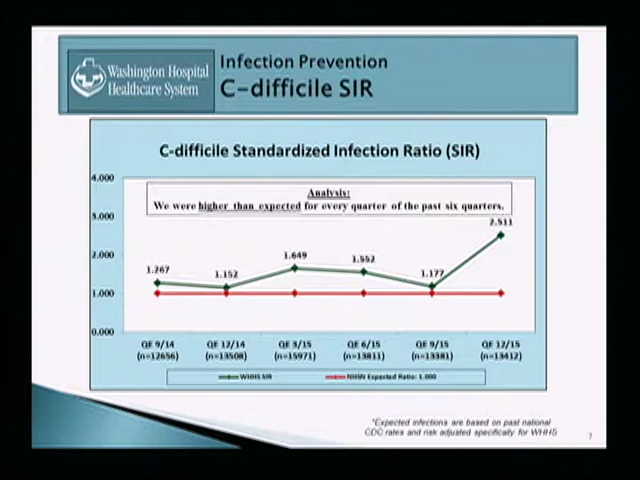 Washington Hospital
Healthcare System
Infection Prevention
C-difficile SIR
C-difficile Standardized Infection Ratio (SIR)
4.000
3.000
2.000
1.000
0.000
Analysis:
We were higher than expected for every quarter of the past six quarters.
1.267
1.152
1.649
1.552
1.177
2.511
QE 9/14
(n=12656)
QE 12/14
(n=13508)
QE 3/15
(n=15971)
QE 6/15
(n=13811)
QE 9/15
(n=13381)
QE 12/15
(n=13412)
WHHS SIR
NHSN Expected Ratio: 1.000
*Expected infections are based on past national
CDC rates and risk adjusted specifically for WHHS
7